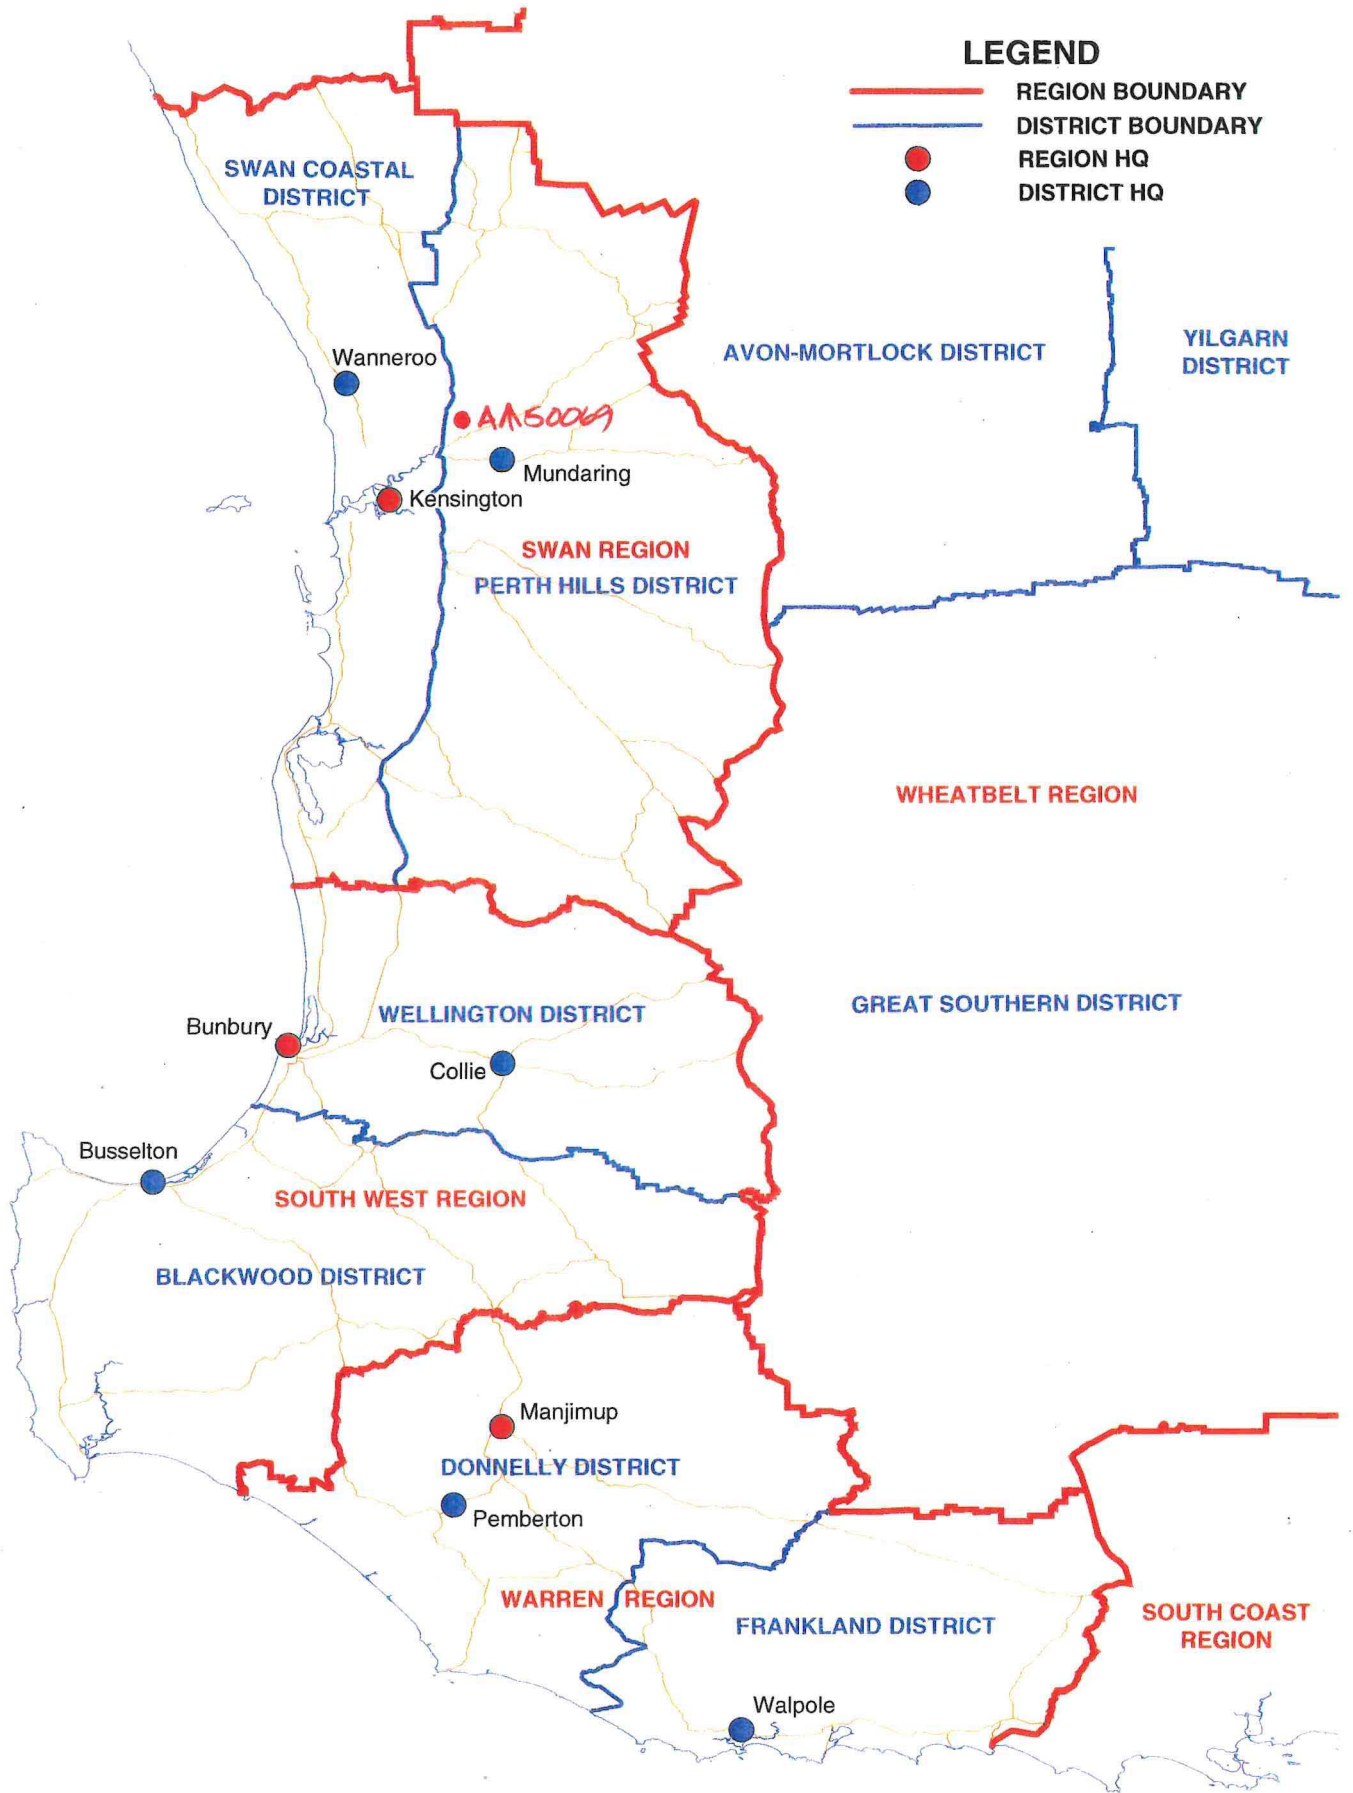 LEGEND
REGION BOUNDARY
DISTRICT BOUNDARY
REGION HQ
DISTRICT HQ
SWAN COASTAL
DISTRICT
AVON-MORTLOCK DISTRICT
YILGARN
DISTRICT
Wanneroo
AA50069
Mundaring
Kensington
SWAN REGION
PERTH HILLS DISTRICT
WHEATBELT REGION
GREAT SOUTHERN DISTRICT
WELLINGTON DISTRICT
Bunbury
Collie
Busselton
SOUTH WEST REGION
BLACKWOOD DISTRICT
Manjimup
DONNELLY DISTRICT
Pemberton
WARREN REGION
FRANKLAND DISTRICT
SOUTH COAST
REGION
Walpole